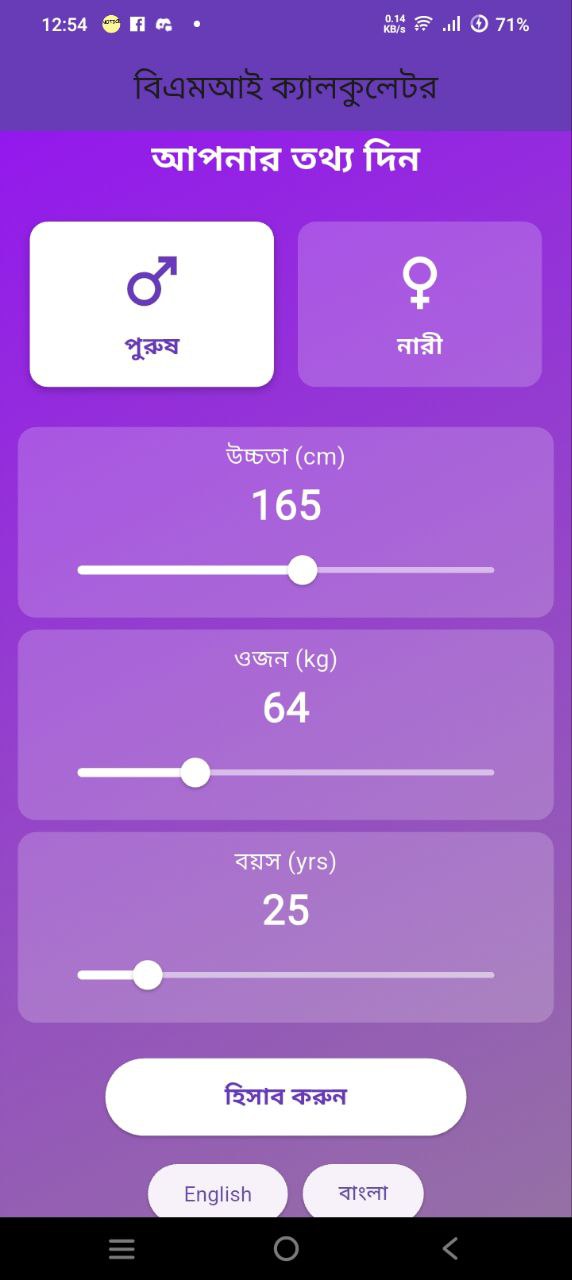 12:54
0.14
KB/s
71%
বিএমআই ক্যালকুলেটর
আপনার তথ্য দিন
পুরুষ
নারী
উচ্চতা (cm)
165
ওজন (kg)
64
বয়স (yrs)
25
হিসাব করুন
English
বাংলা